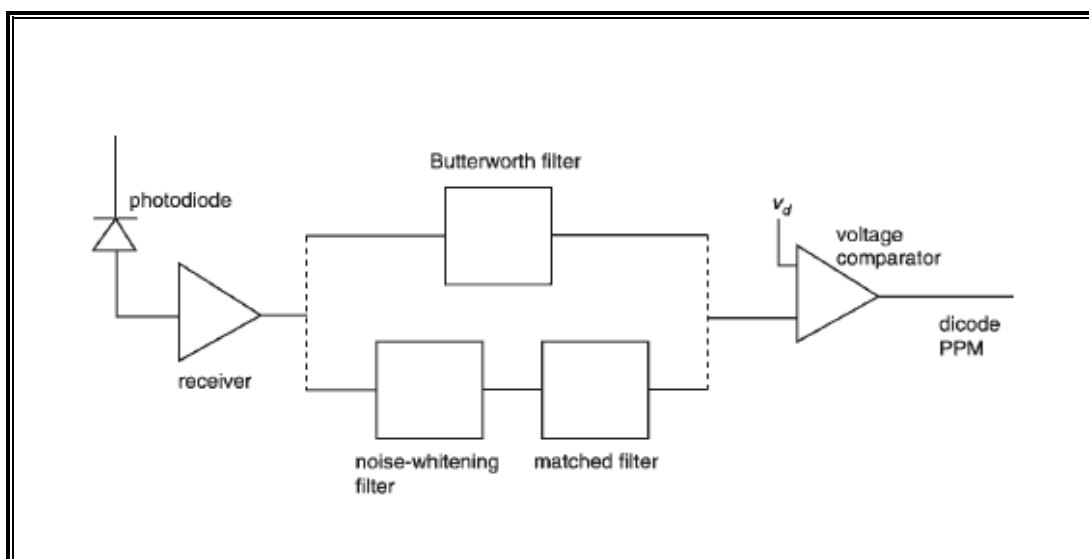 Butterworth filter
photodiode
v_d
voltage
comparator
dicode
PPM
receiver
noise-whitening
filter
matched filter